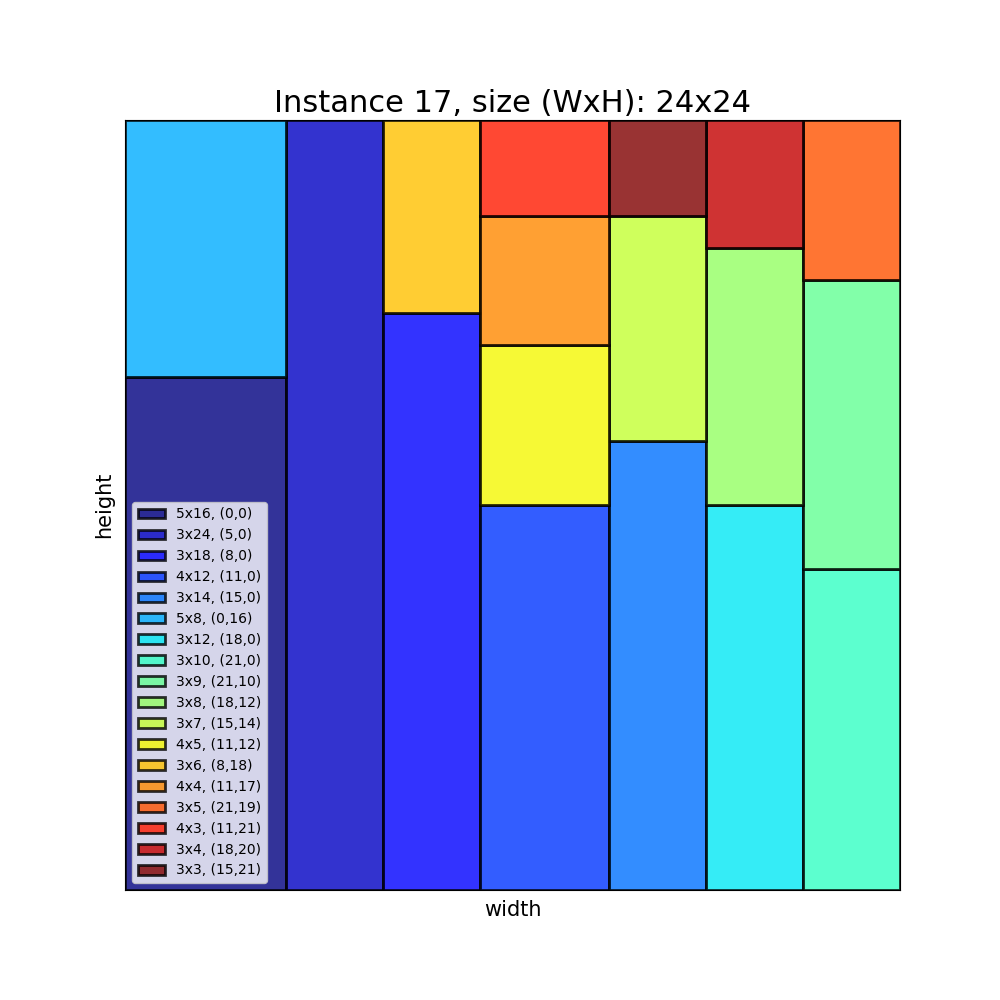 Instance 17, size (WxH): 24x24
height
5x16, (0,0)
3x24, (5,0)
3x18, (8,0)
4x12, (11,0)
3x14, (15,0)
5x8, (0,16)
3x12, (18,0)
3x10, (21,0)
3x9, (21,10)
3x8, (18,12)
3x7, (15,14)
4x5, (11,12)
3x6, (8,18)
4x4, (11,17)
3x5, (21,19)
4x3, (11,21)
3x4, (18,20)
3x3, (15,21)
width